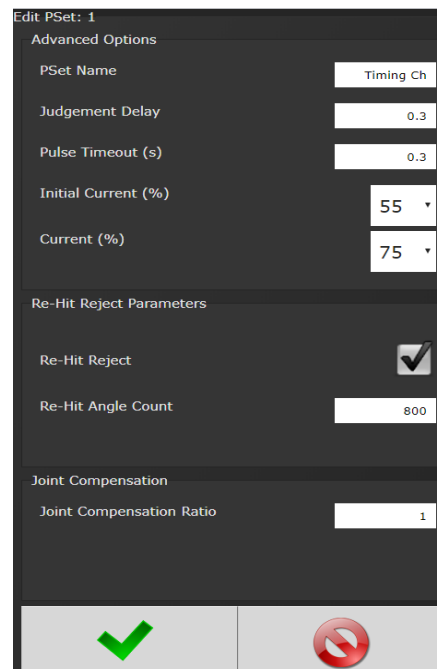 Edit PSet: 1
Advanced Options
PSet Name Timing Ch
Judgement Delay 0.3
Pulse Timeout (s) 0.3
Initial Current (%) 55
Current (%) 75
Re-Hit Reject Parameters
Re-Hit Reject
Re-Hit Angle Count 800
Joint Compensation
Joint Compensation Ratio 1